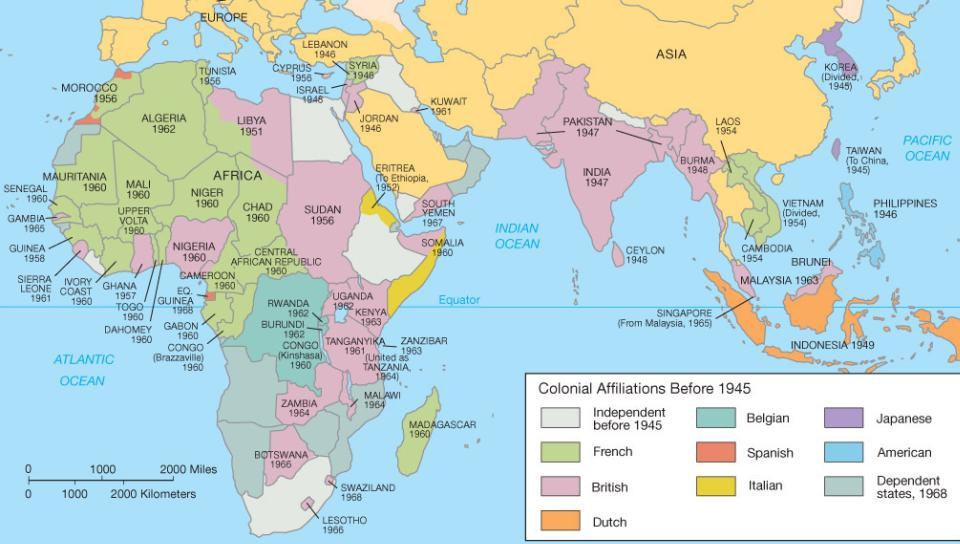 EUROPE
ASIA
AFRICA
LEBANON
1946
CYPRUS
1956
SYRIA
1946
ISRAEL
1948
TUNISIA
1956
MOROCCO
1956
ALGERIA
1962
LIBYA
1951
JORDAN
1946
KUWAIT
1961
KOREA
(Divided,
1945)
PAKISTAN
1947
LAOS
1954
TAIWAN
(To China,
1945)
PACIFIC
OCEAN
BURMA
1948
INDIA
1947
ERITREA
(To Ethiopia,
1952)
MAURITANIA
1960
MALI
1960
NIGER
1960
CHAD
1960
SUDAN
1956
SOUTH
YEMEN
1967
VIETNAM
(Divided,
1954)
PHILIPPINES
1946
SENEGAL
1960
GAMBIA
1965
GUINEA
1958
SIERRA
LEONE
1961
UPPER
VOLTA
1960
NIGERIA
1960
IVORY
COAST
1960
GHANA
1957
TOGO
1960
DAHOMEY
1960
CAMEROON
1960
CENTRAL
AFRICAN REPUBLIC
1960
SOMALIA
1960
INDIAN
OCEAN
CEYLON
1948
CAMBODIA
1954
BRUNEI
MALAYSIA 1963
EQ.
GUINEA
1968
GABON
1960
CONGO
(Brazzaville)
1960
RWANDA
1962
BURUNDI
1962
CONGO
(Kinshasa)
1960
UGANDA
1962
KENYA
1963
Equator
SINGAPORE
(From Malaysia, 1965)
INDONESIA 1949
TANGANYIKA
1961
ZANZIBAR
1963
(United as
TANZANIA,
1964)
ATLANTIC
OCEAN
ZAMBIA
1964
MALAWI
1964
MADAGASCAR
1960
BOTSWANA
1966
SWAZILAND
1968
LESOTHO
1966
0 1000 2000 Miles
0 1000 2000 Kilometers
Colonial Affiliations Before 1945
Independent
before 1945
French
British
Dutch
Belgian
Spanish
Italian
Japanese
American
Dependent
states, 1968